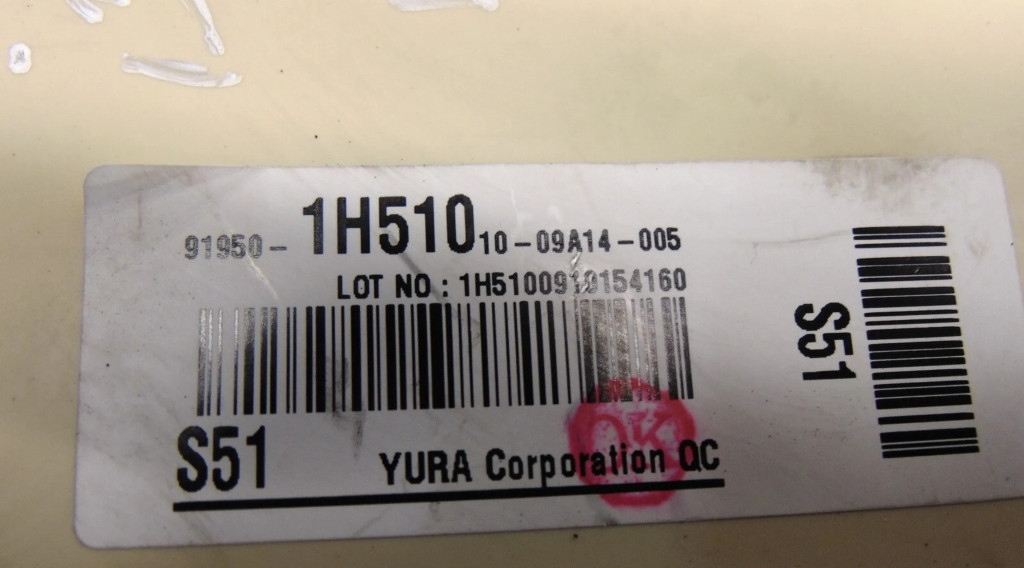 91950- 1H510 10-09A14-005
LOT NO : 1H5100910154160
S51
YURA Corporation QC
OK
S51